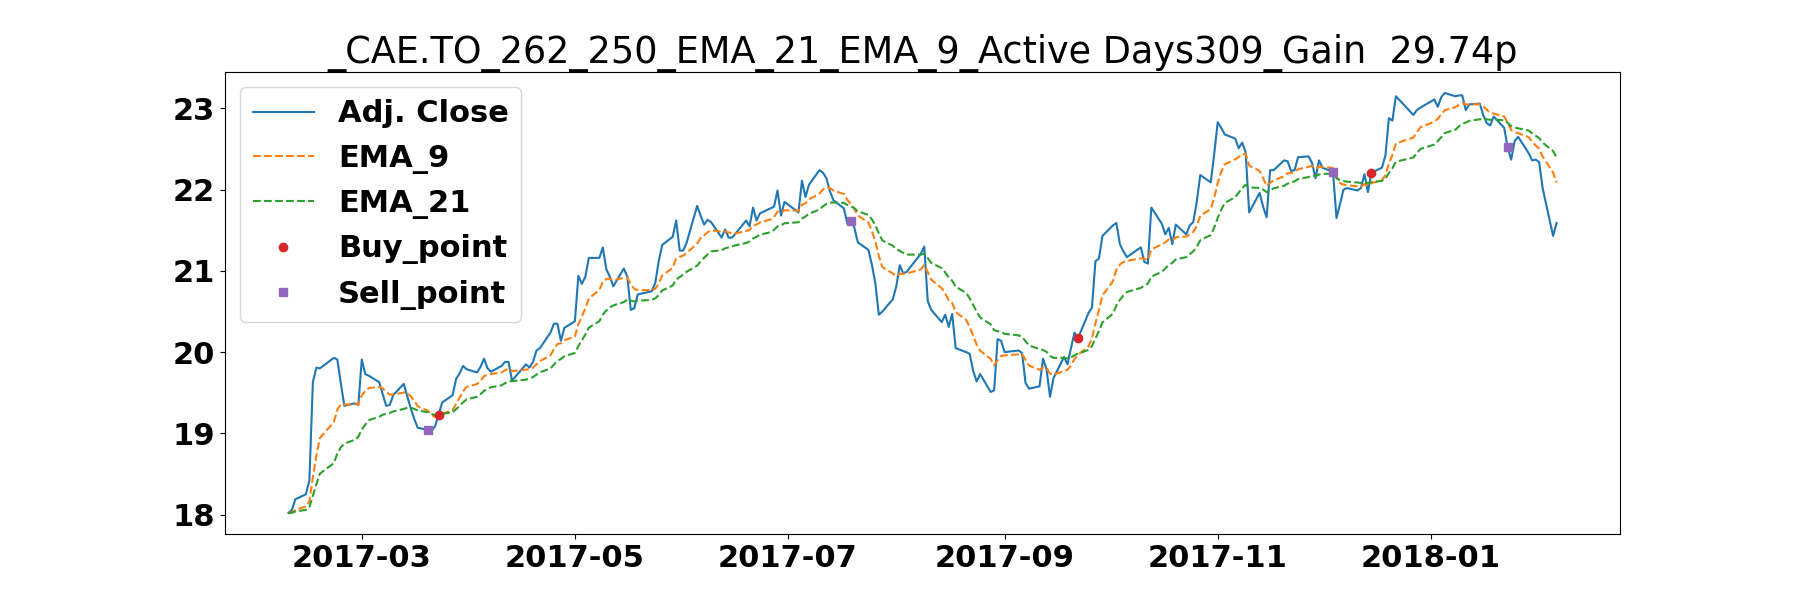 _CAE.TO_262_250_EMA_21_EMA_9_Active Days309_Gain  29.74p
Adj. Close
EMA_9
EMA_21
Buy_point
Sell_point
23
22
21
20
19
18
2017-03 2017-05 2017-07 2017-09 2017-11 2018-01